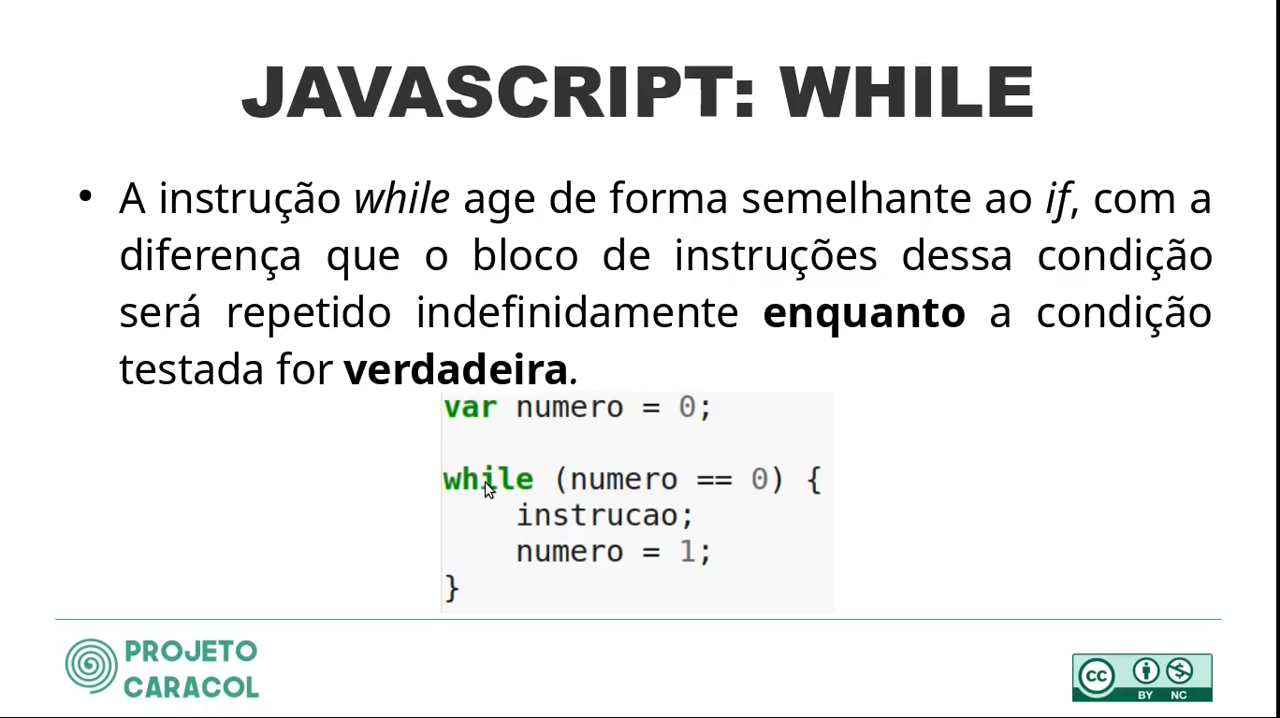 JAVASCRIPT: WHILE
• A instrução while age de forma semelhante ao if, com a
diferença que o bloco de instruções dessa condição
será repetido indefinidamente enquanto a condição
testada for verdadeira.
var numero = 0;
while (numero == 0) {
    instrucao;
    numero = 1;
}
PROJETO
CARACOL
CC
BY NC